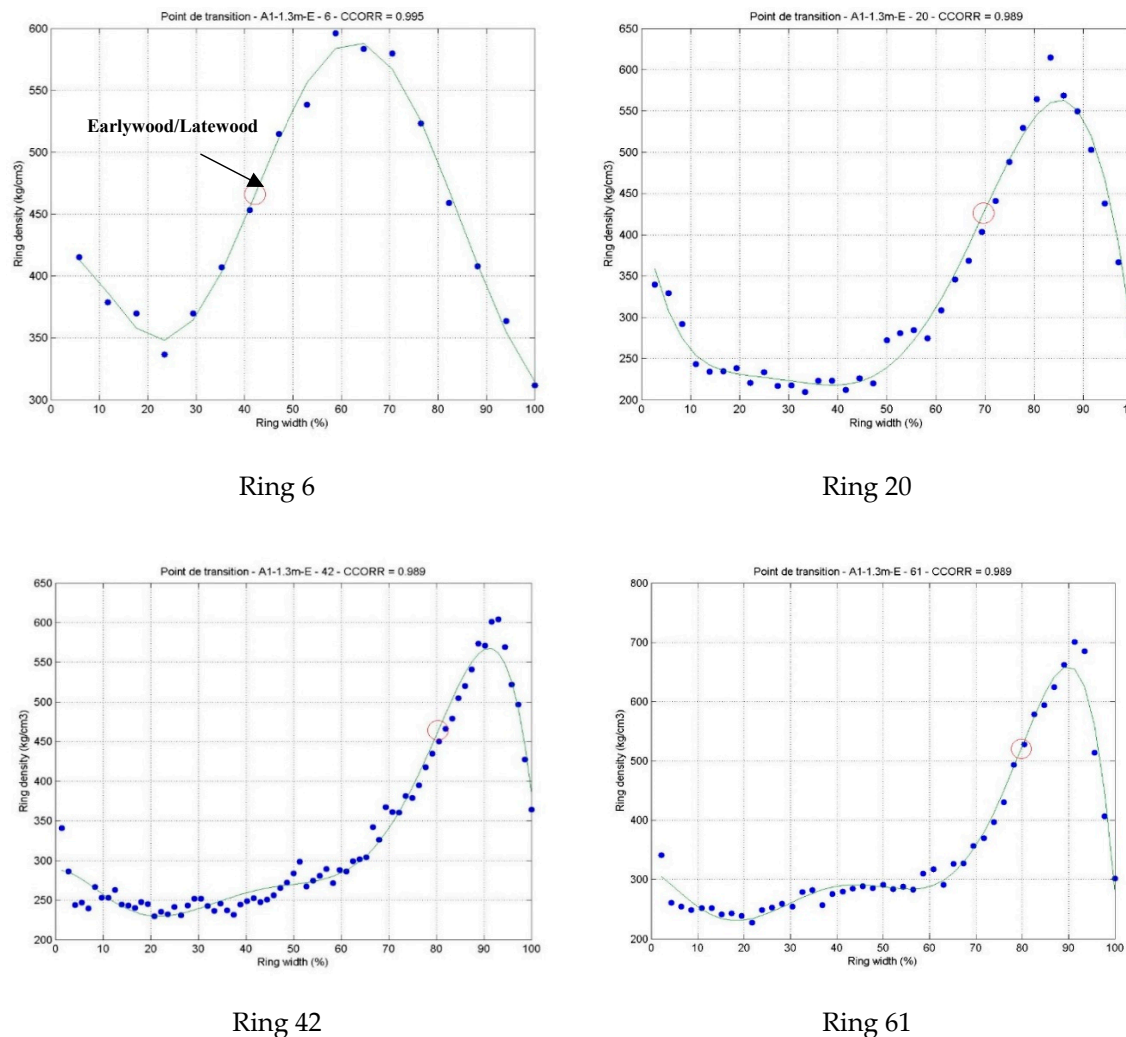 Point de transition - A1-1.3m-E - 6 - CCORR = 0.995
600
550
500
450
400
350
300
Ring density (kg/cm3)
Earlywood/Latewood
0 10 20 30 40 50 60 70 80 90 100
Ring width (%)
Ring 6
Point de transition - A1-1.3m-E - 20 - CCORR = 0.989
650
600
550
500
450
400
350
300
250
200
Ring density (kg/cm3)
0 10 20 30 40 50 60 70 80 90 100
Ring width (%)
Ring 20
Point de transition - A1-1.3m-E - 42 - CCORR = 0.989
650
600
550
500
450
400
350
300
250
200
Ring density (kg/cm3)
0 10 20 30 40 50 60 70 80 90 100
Ring width (%)
Ring 42
Point de transition - A1-1.3m-E - 61 - CCORR = 0.989
800
700
600
500
400
300
200
Ring density (kg/cm3)
0 10 20 30 40 50 60 70 80 90 100
Ring width (%)
Ring 61